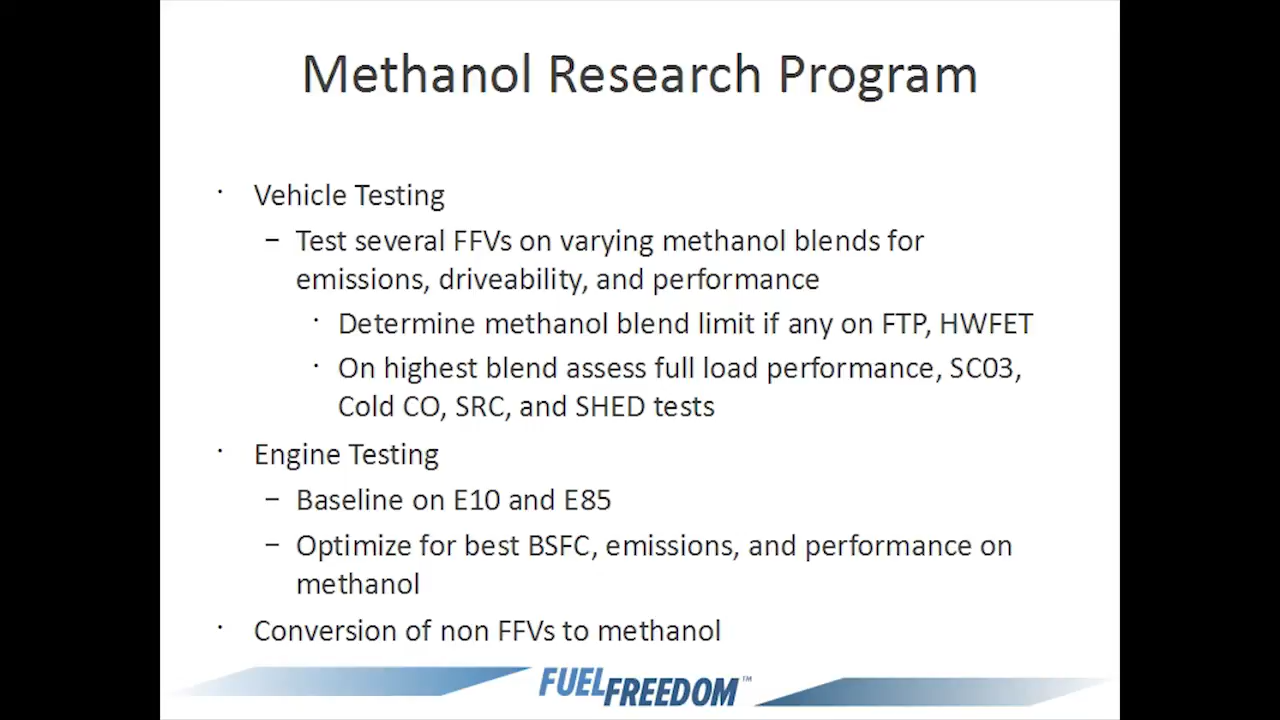 Methanol Research Program
· Vehicle Testing
– Test several FFVs on varying methanol blends for
emissions, driveability, and performance
· Determine methanol blend limit if any on FTP, HWFET
· On highest blend assess full load performance, SC03,
Cold CO, SRC, and SHED tests
· Engine Testing
– Baseline on E10 and E85
– Optimize for best BSFC, emissions, and performance on
methanol
· Conversion of non FFVs to methanol
FUELFREEDOM™